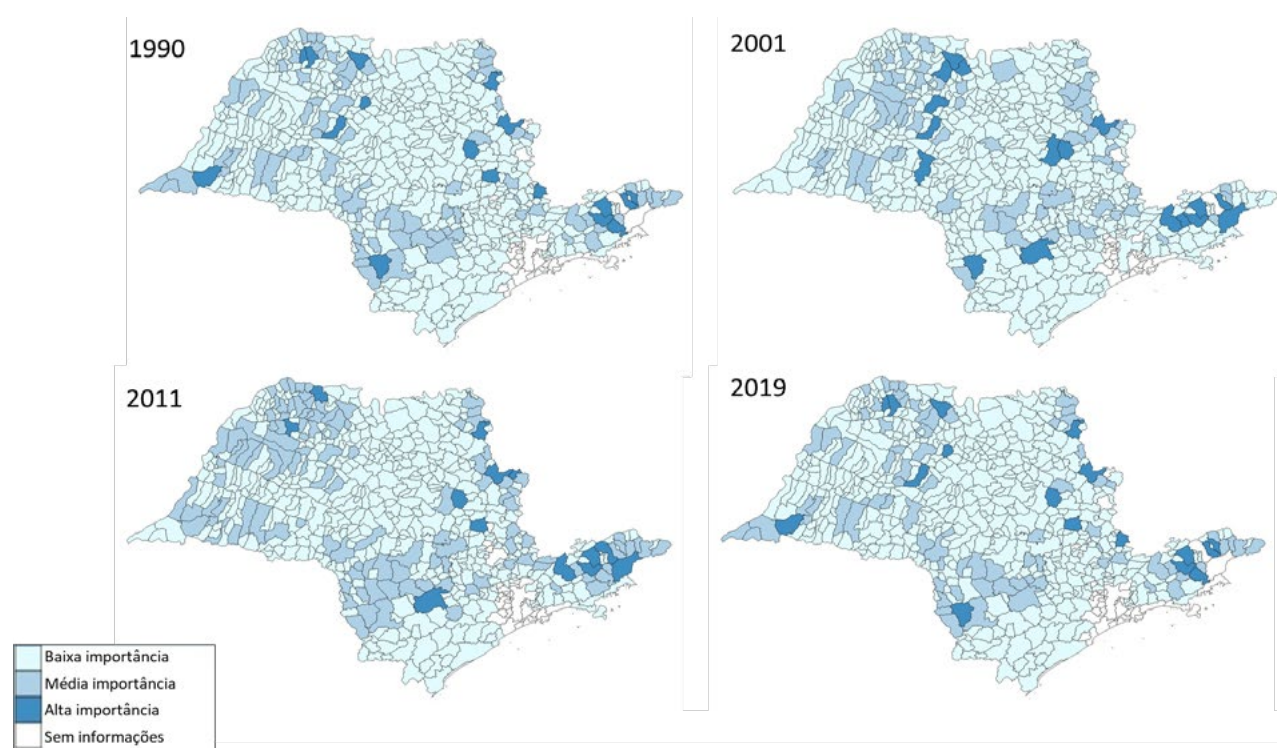 1990
2001
2011
2019
Baixa importância
Média importância
Alta importância
Sem informações